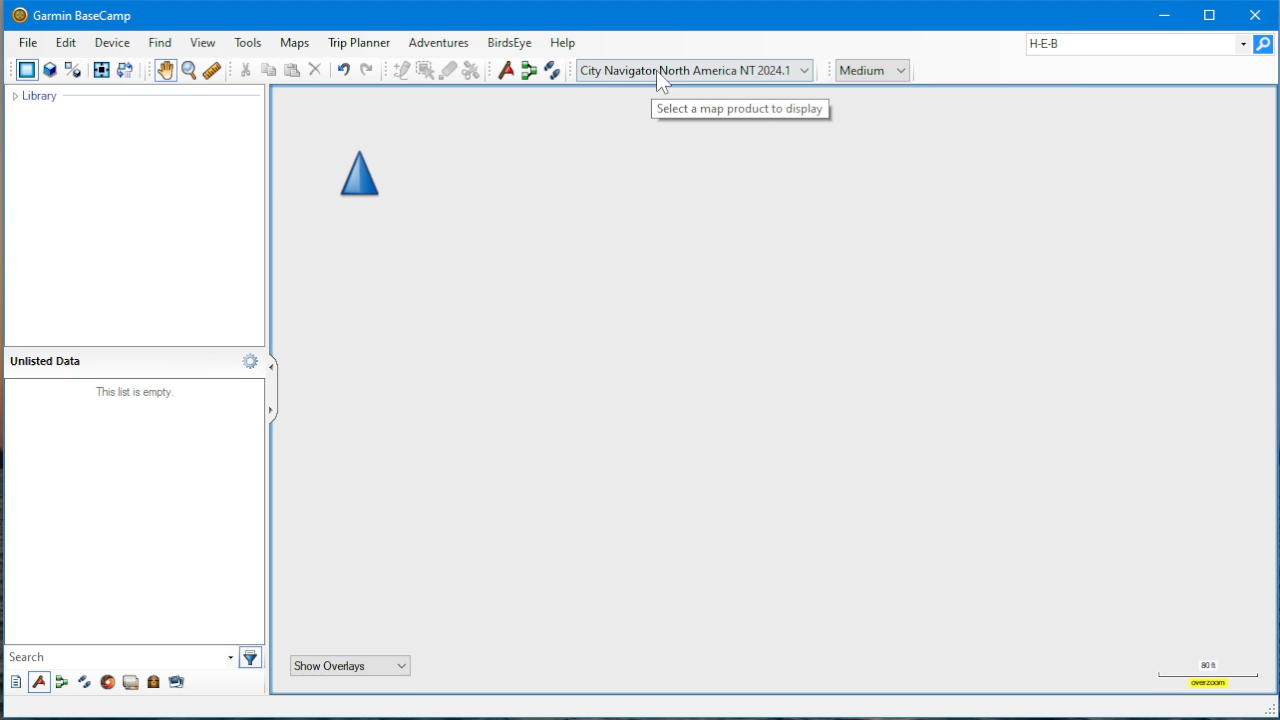 Garmin BaseCamp
File Edit Device Find View Tools Maps Trip Planner Adventures BirdsEye Help
H-E-B
City Navigator North America NT 2024.1
Medium
Library
Select a map product to display
Unlisted Data
This list is empty.
Search
Show Overlays
80 ft
overzoom